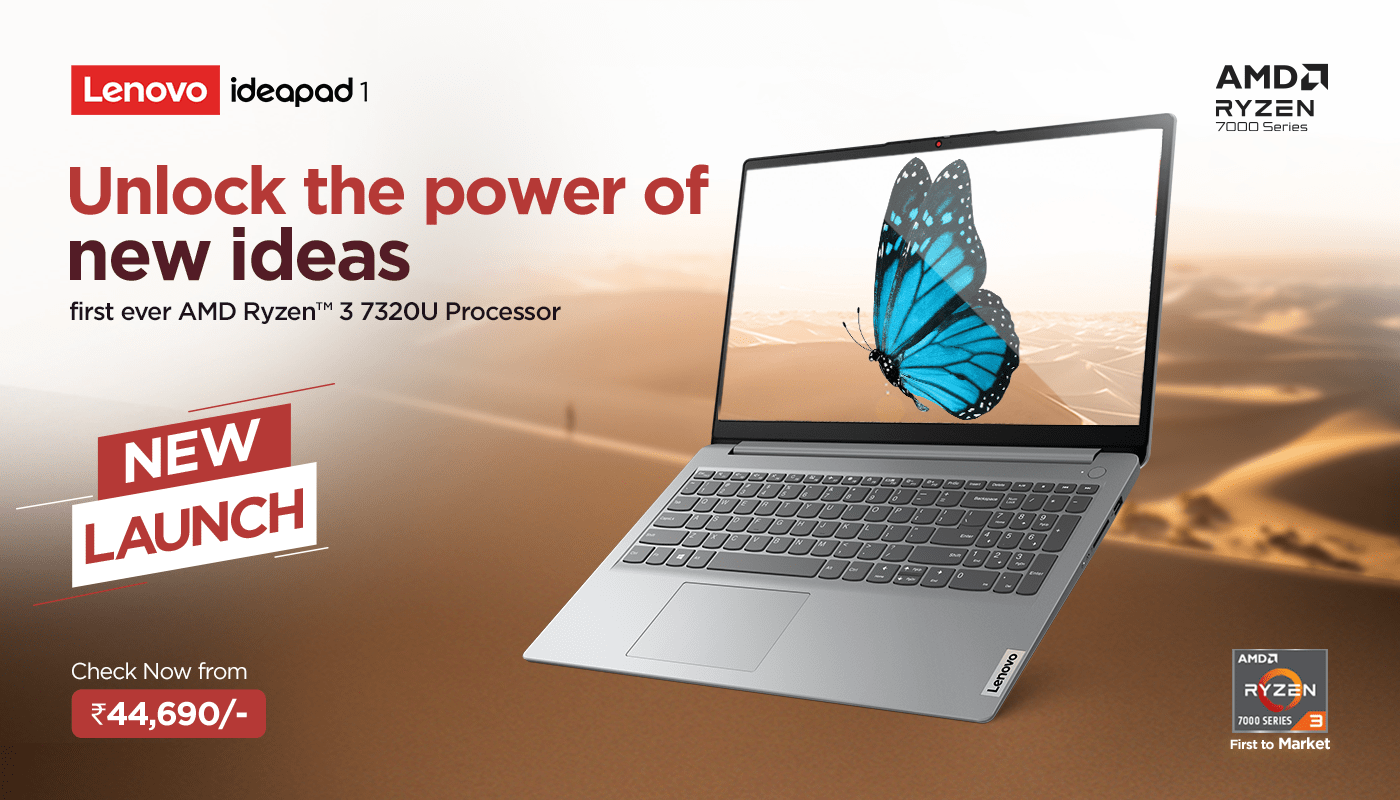 Lenovo ideapad 1
AMD
RYZEN
7000 Series
Unlock the power of
new ideas
first ever AMD Ryzen™ 3 7320U Processor
NEW
LAUNCH
Check Now from
₹44,690/-
Lenovo
AMD
RYZEN
7000 SERIES 3
First to Market